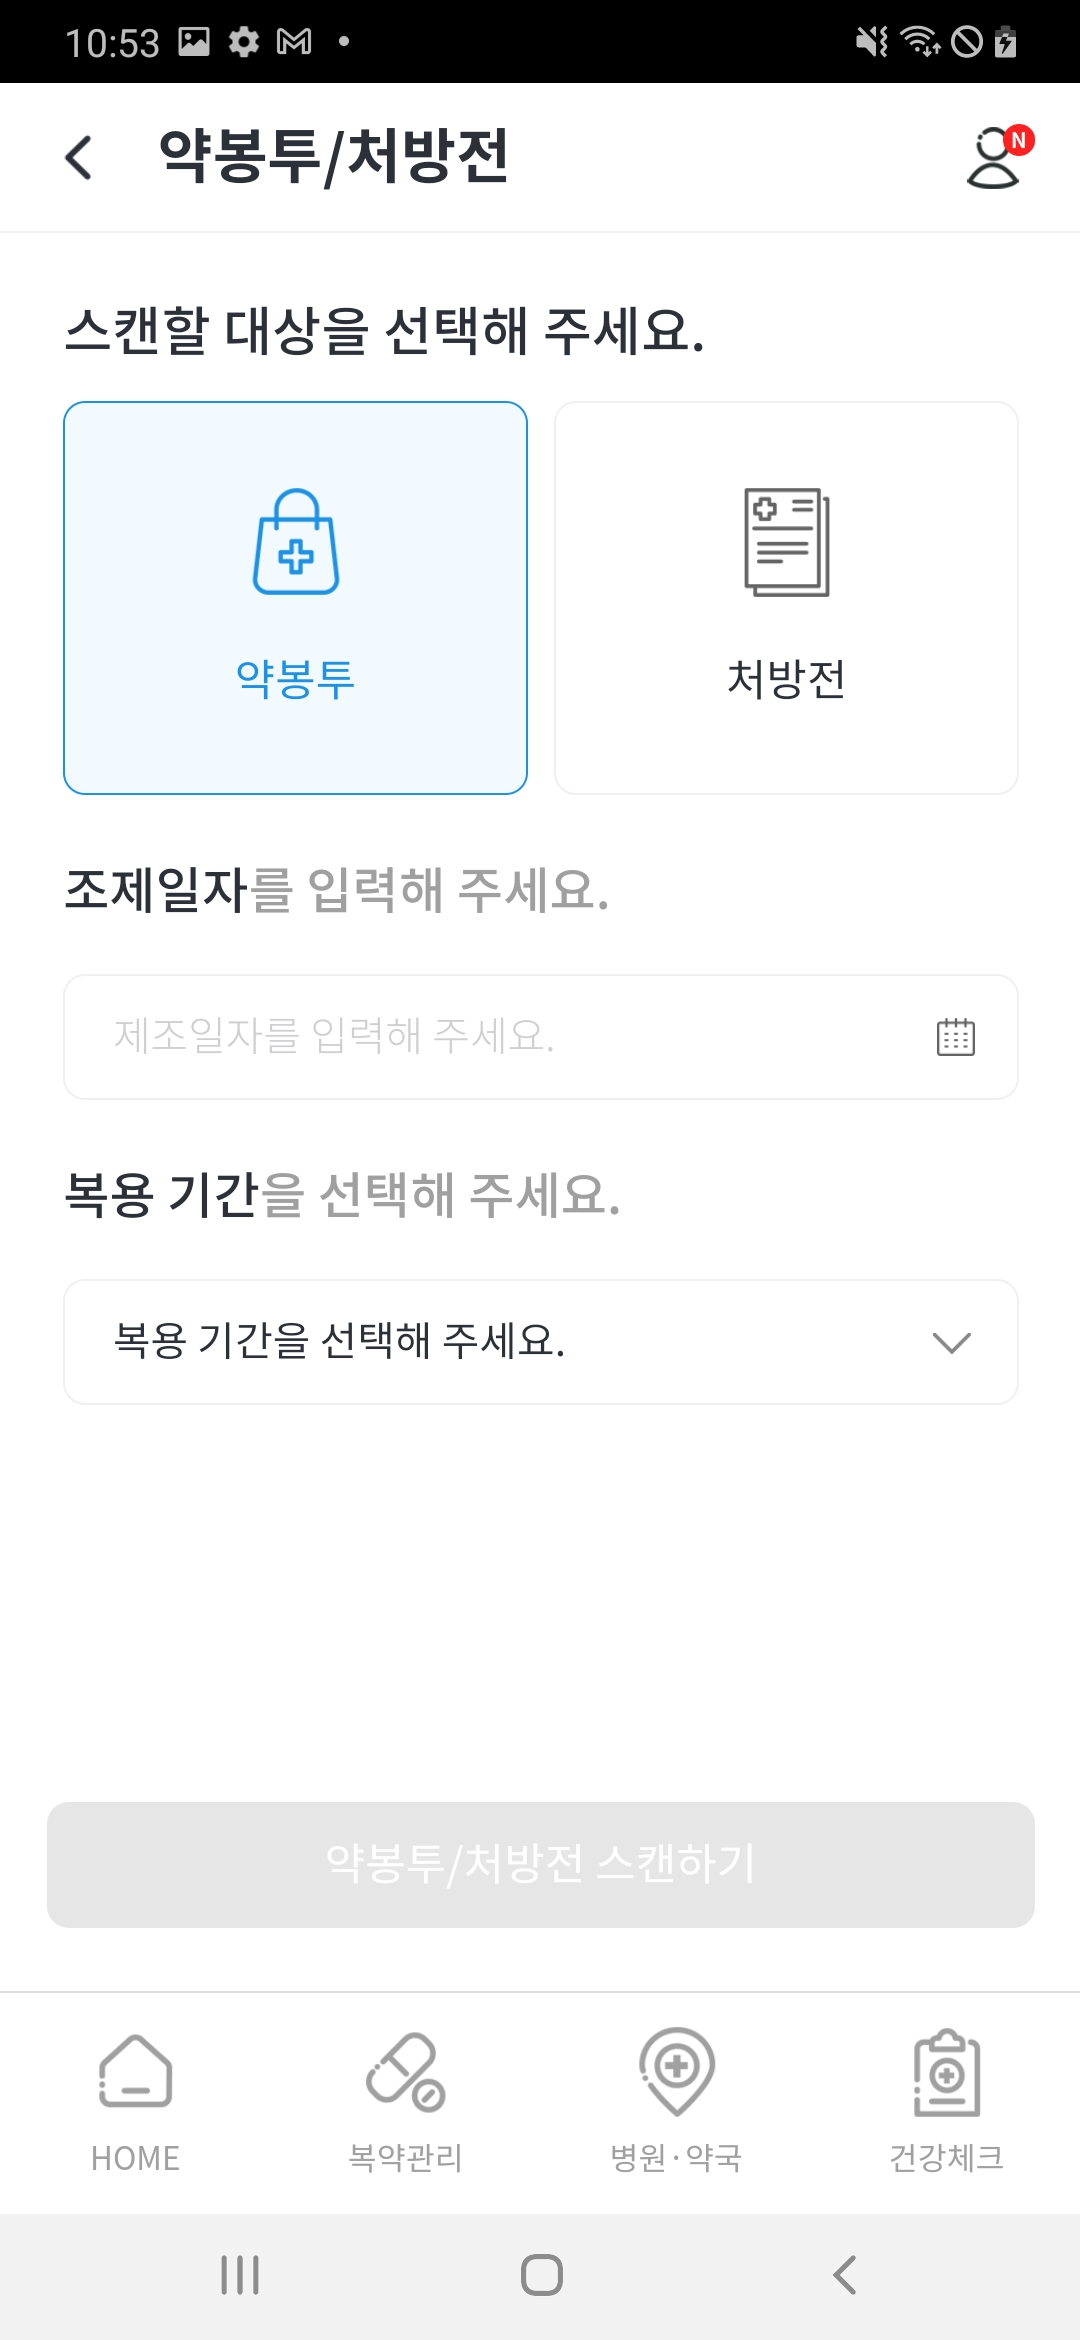 10:53
약봉투/처방전
N
스캔할 대상을 선택해 주세요.
약봉투
처방전
조제일자를 입력해 주세요.
제조일자를 입력해 주세요.
복용 기간을 선택해 주세요.
복용 기간을 선택해 주세요.
약봉투/처방전 스캔하기
HOME
복약관리
병원·약국
건강체크